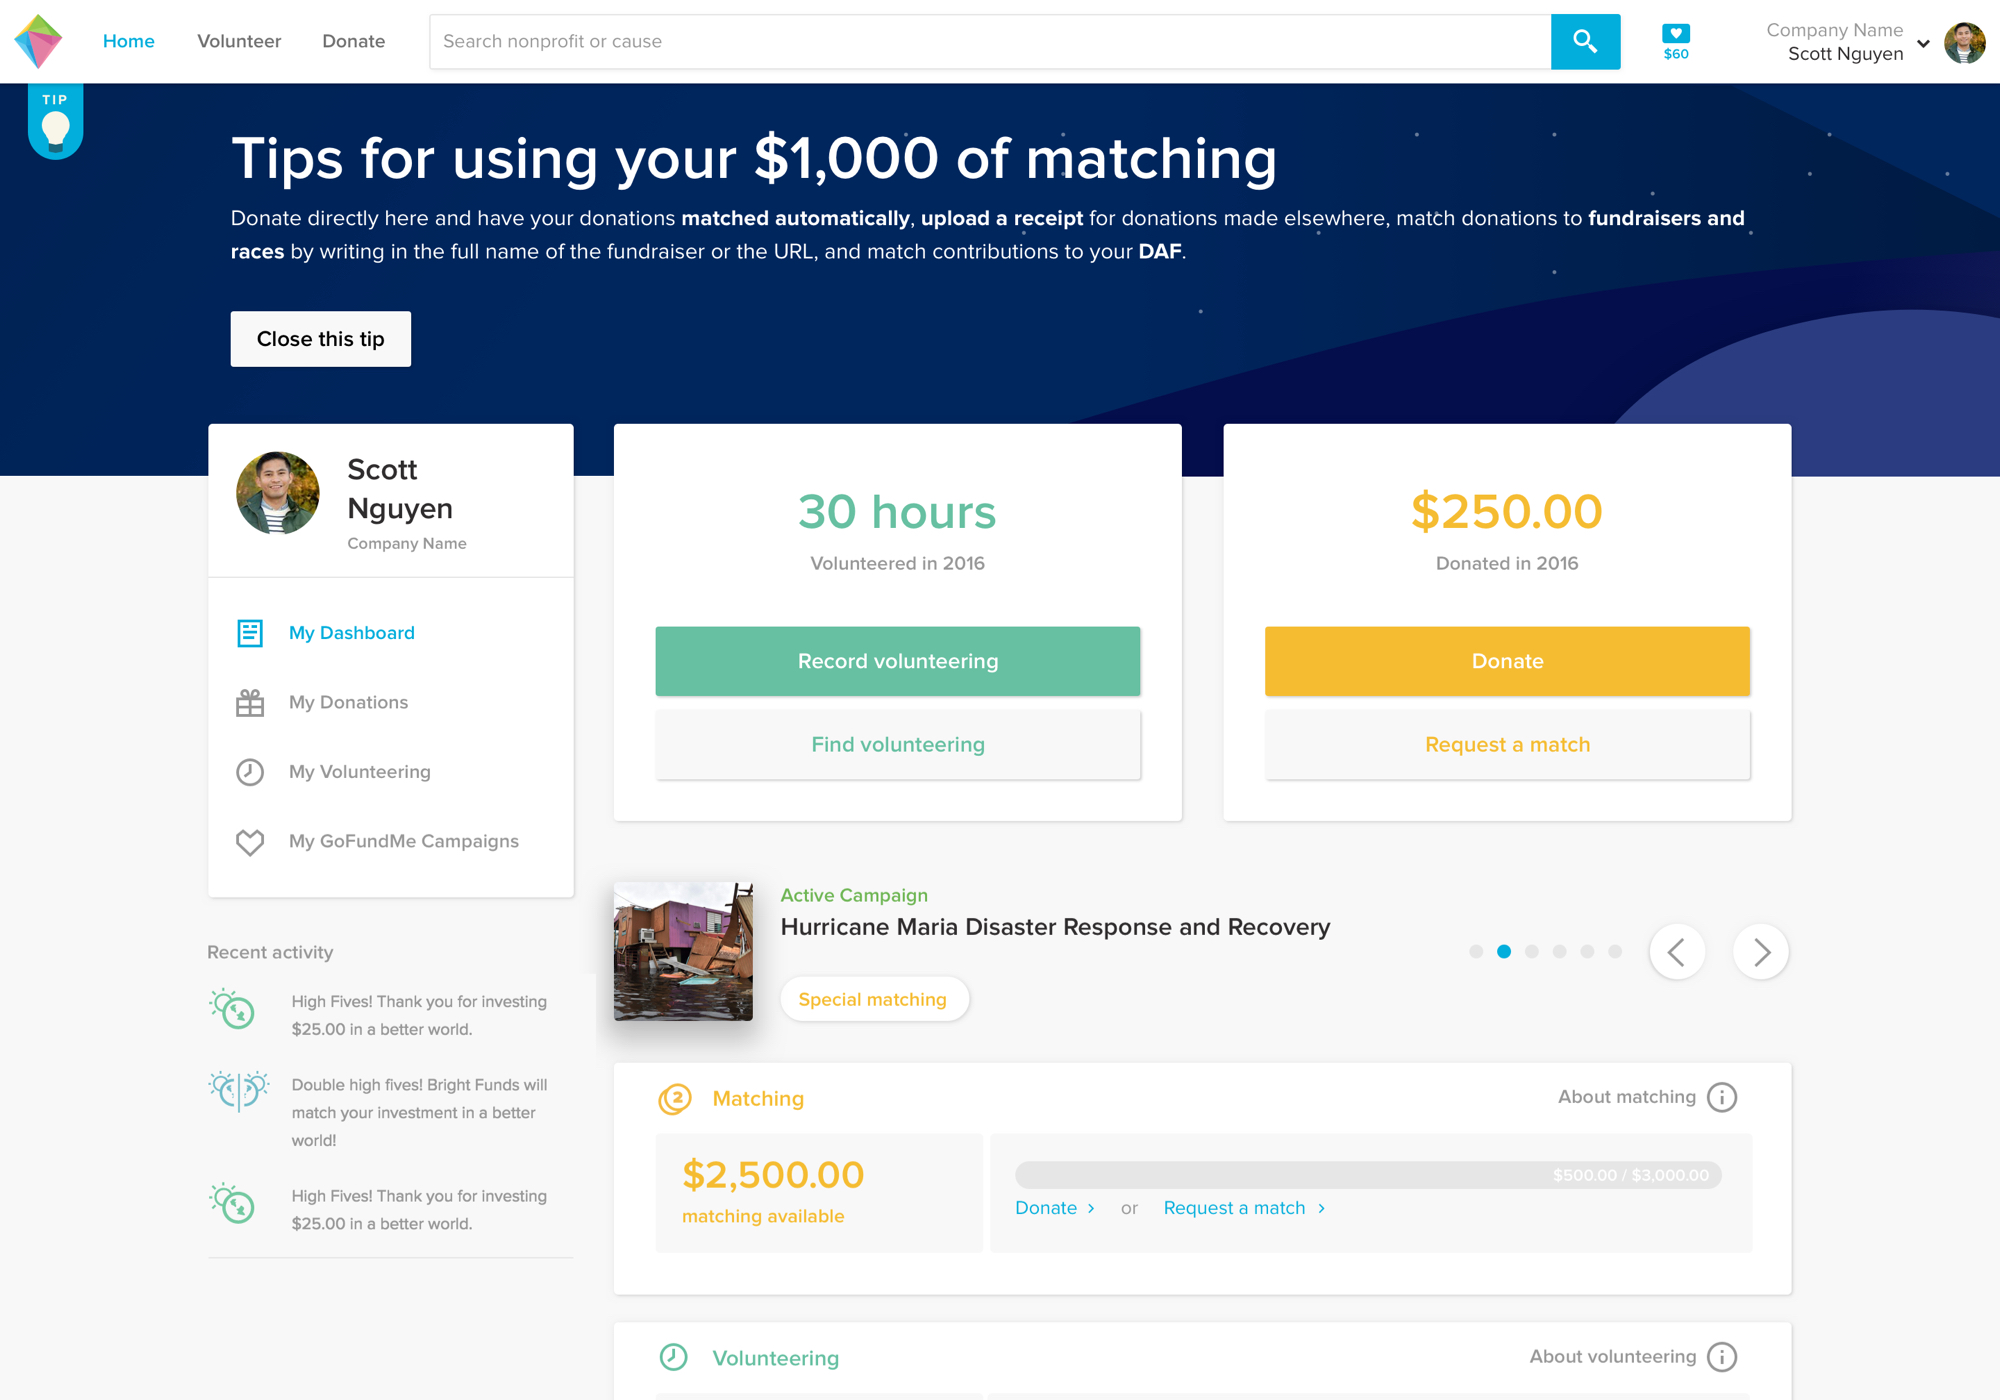 Home
Volunteer
Donate
Search nonprofit or cause
$60
Company Name
Scott Nguyen
TIP
Tips for using your $1,000 of matching
Donate directly here and have your donations matched automatically, upload a receipt for donations made elsewhere, match donations to fundraisers and
races by writing in the full name of the fundraiser or the URL, and match contributions to your DAF.
Close this tip
Scott
Nguyen
Company Name
My Dashboard
My Donations
My Volunteering
My GoFundMe Campaigns
Recent activity
High Fives! Thank you for investing
$25.00 in a better world.
Double high fives! Bright Funds will
match your investment in a better
world!
High Fives! Thank you for investing
$25.00 in a better world.
30 hours
Volunteered in 2016
Record volunteering
Find volunteering
$250.00
Donated in 2016
Donate
Request a match
Active Campaign
Hurricane Maria Disaster Response and Recovery
Special matching
2
Matching
About matching
$2,500.00
matching available
$500.00 / $3,000.00
Donate
or
Request a match
Volunteering
About volunteering